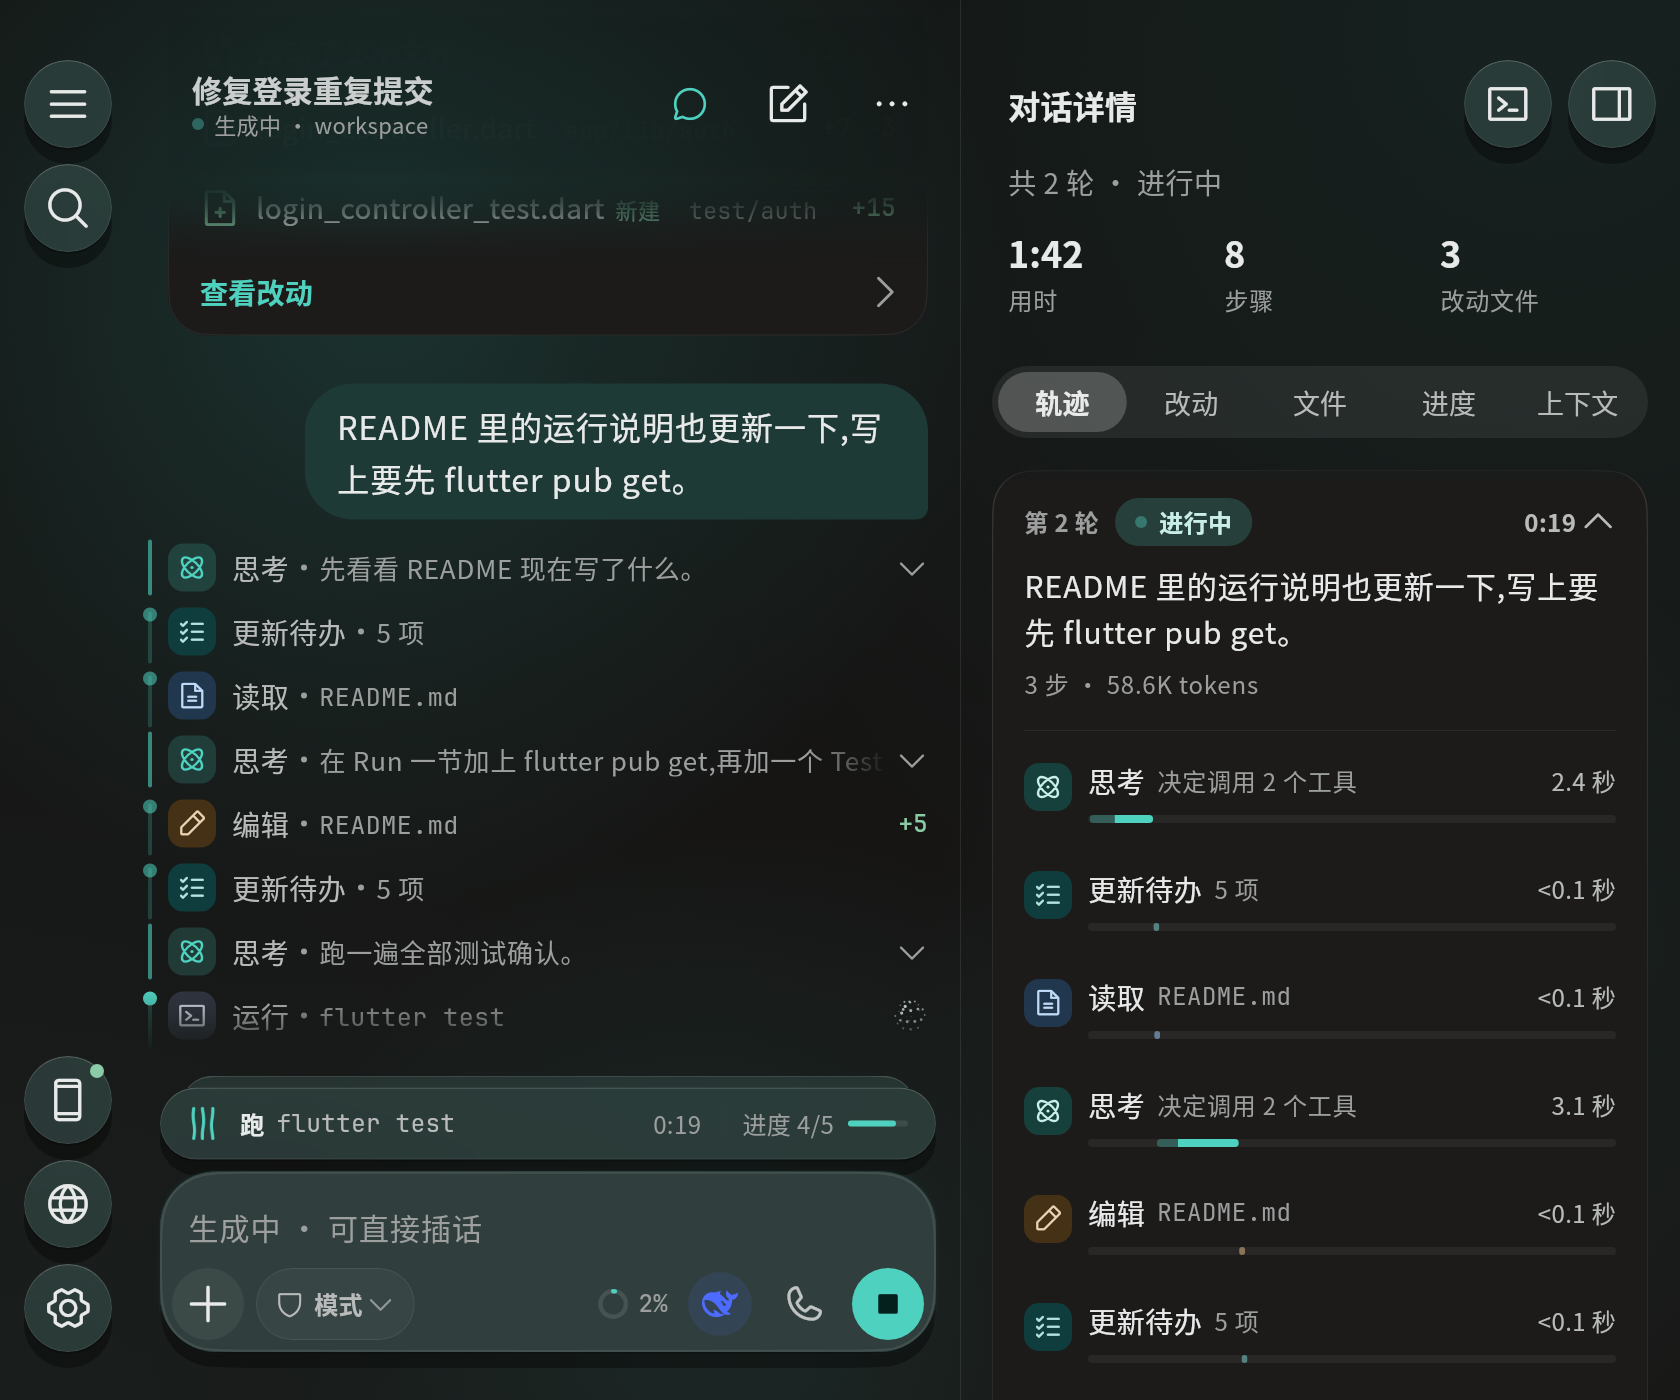 修复登录重复提交
生成中 · workspace
login_controller_test.dart 新建 test/auth +15
查看改动
README 里的运行说明也更新一下,写
上要先 flutter pub get。
思考 · 先看看 README 现在写了什么。
更新待办 · 5 项
读取 · README.md
思考 · 在 Run 一节加上 flutter pub get,再加一个 Test
编辑 · README.md +5
更新待办 · 5 项
思考 · 跑一遍全部测试确认。
运行 · flutter test
跑 flutter test 0:19 进度 4/5
生成中 · 可直接插话
模式 2%
对话详情
共 2 轮 · 进行中
1:42 8 3
用时 步骤 改动文件
轨迹 改动 文件 进度 上下文
第 2 轮 进行中 0:19
README 里的运行说明也更新一下,写上要
先 flutter pub get。
3 步 · 58.6K tokens
思考 决定调用 2 个工具 2.4 秒
更新待办 5 项 <0.1 秒
读取 README.md <0.1 秒
思考 决定调用 2 个工具 3.1 秒
编辑 README.md <0.1 秒
更新待办 5 项 <0.1 秒